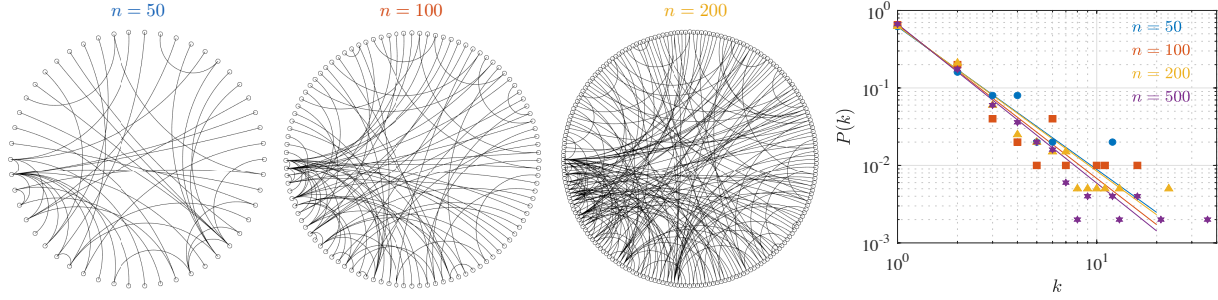 n = 50
n = 100
n = 200
10^0
n = 50
n = 100
n = 200
n = 500
10^{-1}
P(k)
10^{-2}
10^{-3}
10^0
10^1
k